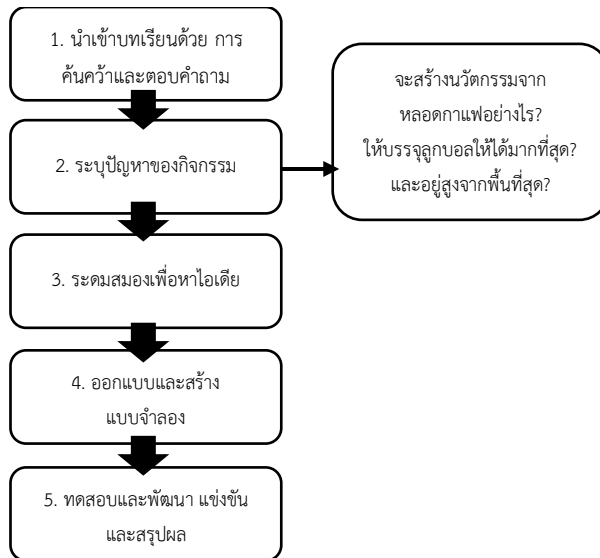 1. นำเข้าบทเรียนด้วย การ
ค้นคว้าและตอบคำถาม
2. ระบุปัญหาของกิจกรรม
จะสร้างนวัตกรรมจาก
หลอดกาแฟอย่างไร?
ให้บรรจุลูกบอลให้ได้มากที่สุด?
และอยู่สูงจากพื้นที่สุด?
3. ระดมสมองเพื่อหาไอเดีย
4. ออกแบบและสร้าง
แบบจำลอง
5. ทดสอบและพัฒนา แข่งขัน
และสรุปผล